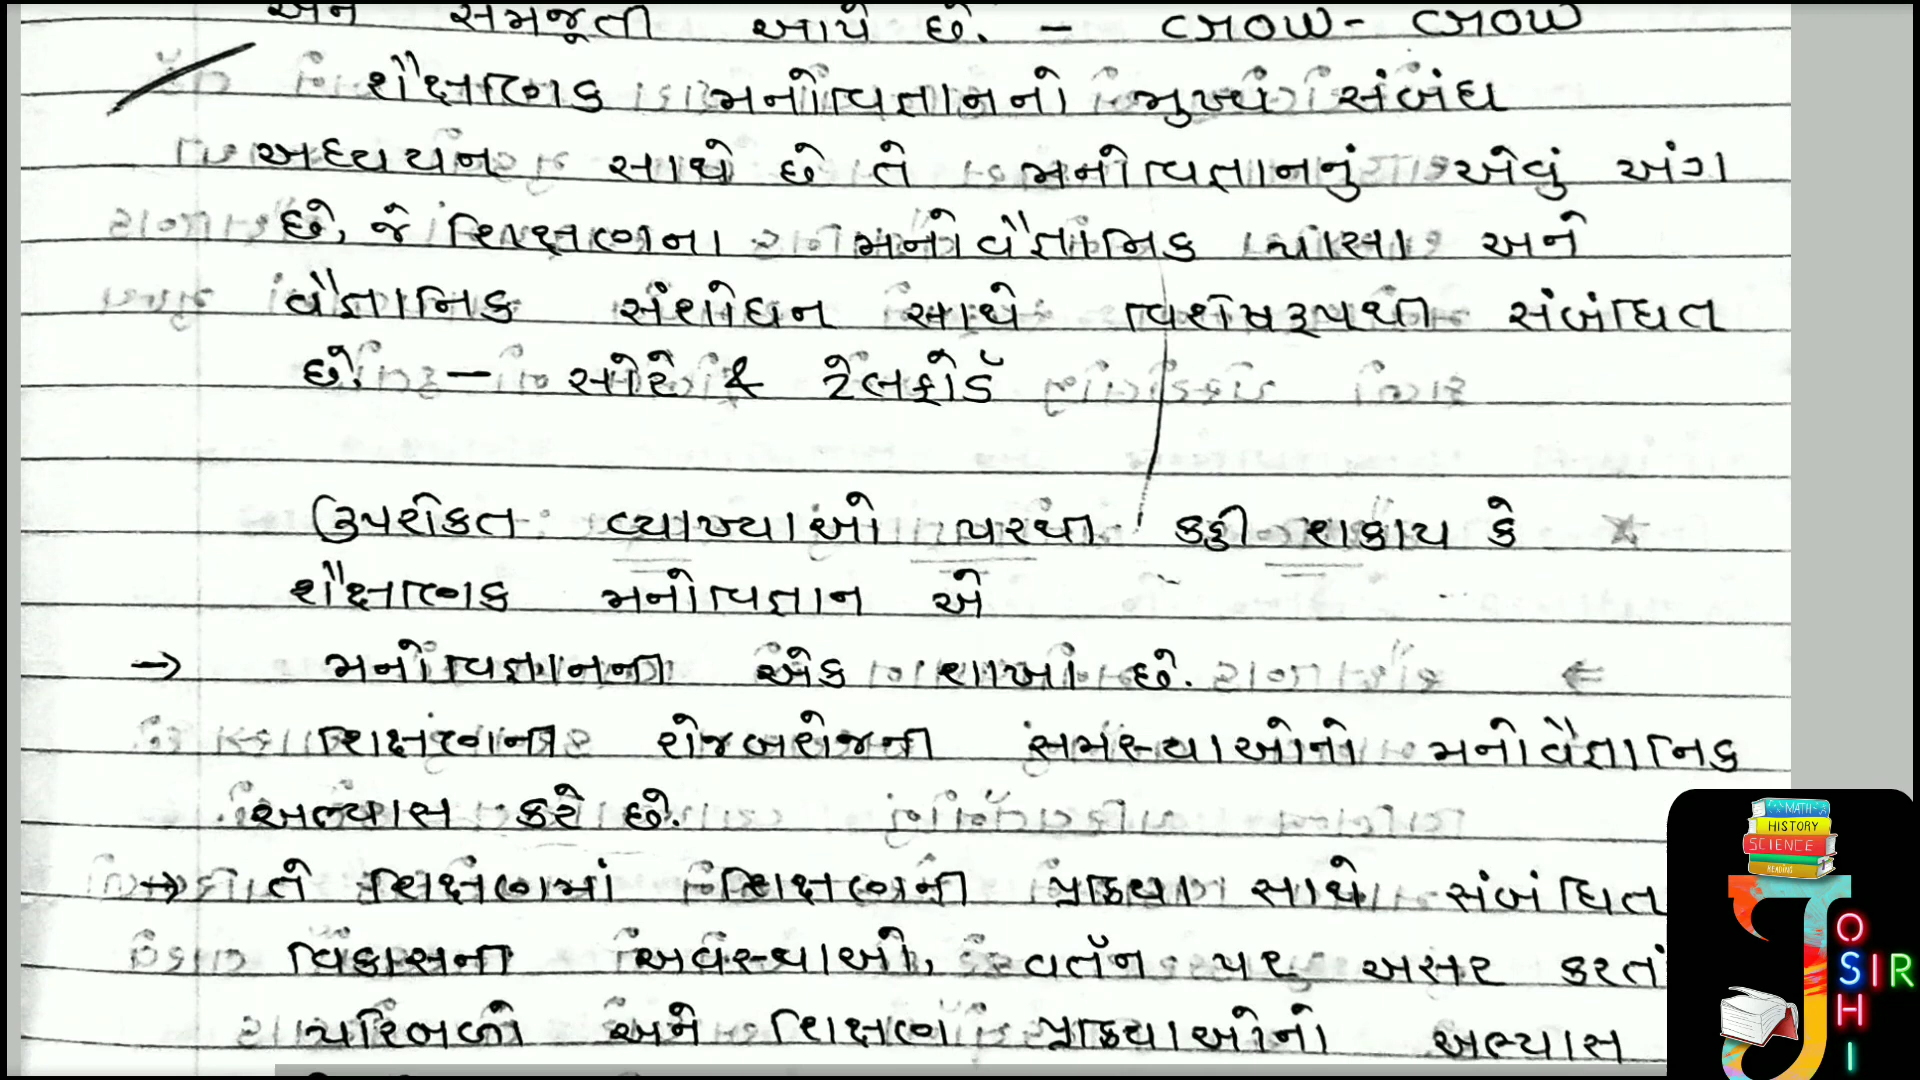 અને સમજૂતી આપે છે. - CROW - CROW
શૈક્ષણિક મનોવિજ્ઞાનનો મુખ્ય સંબંધ
અધ્યયન સાથે છે તે મનોવિજ્ઞાનનું એવું અંગ
છે, જે શિક્ષણના મનોવૈજ્ઞાનિક પાસા અને
વૈજ્ઞાનિક સંશોધન સાથે વિશેષરૂપથી સંબંધિત
છે. - સોરે & ટેલફોર્ડ
ઉપરોક્ત વ્યાખ્યાઓ પરથી કહી શકાય કે
શૈક્ષણિક મનોવિજ્ઞાન એ
→ મનોવિજ્ઞાનની એક શાખા છે.
શિક્ષણની રોજબરોજની સમસ્યાઓનો મનોવૈજ્ઞાનિક
અભ્યાસ કરે છે.
→ તે શિક્ષણમાં શિક્ષણની પ્રક્રિયા સાથે સંબંધિત
વિકાસની અવસ્થાઓ, વર્તન પર અસર કરતાં
પરિબળો અને શિક્ષણ પ્રક્રિયાઓનો અભ્યાસ
MATH
HISTORY
SCIENCE
READING
JOSHI
SIR